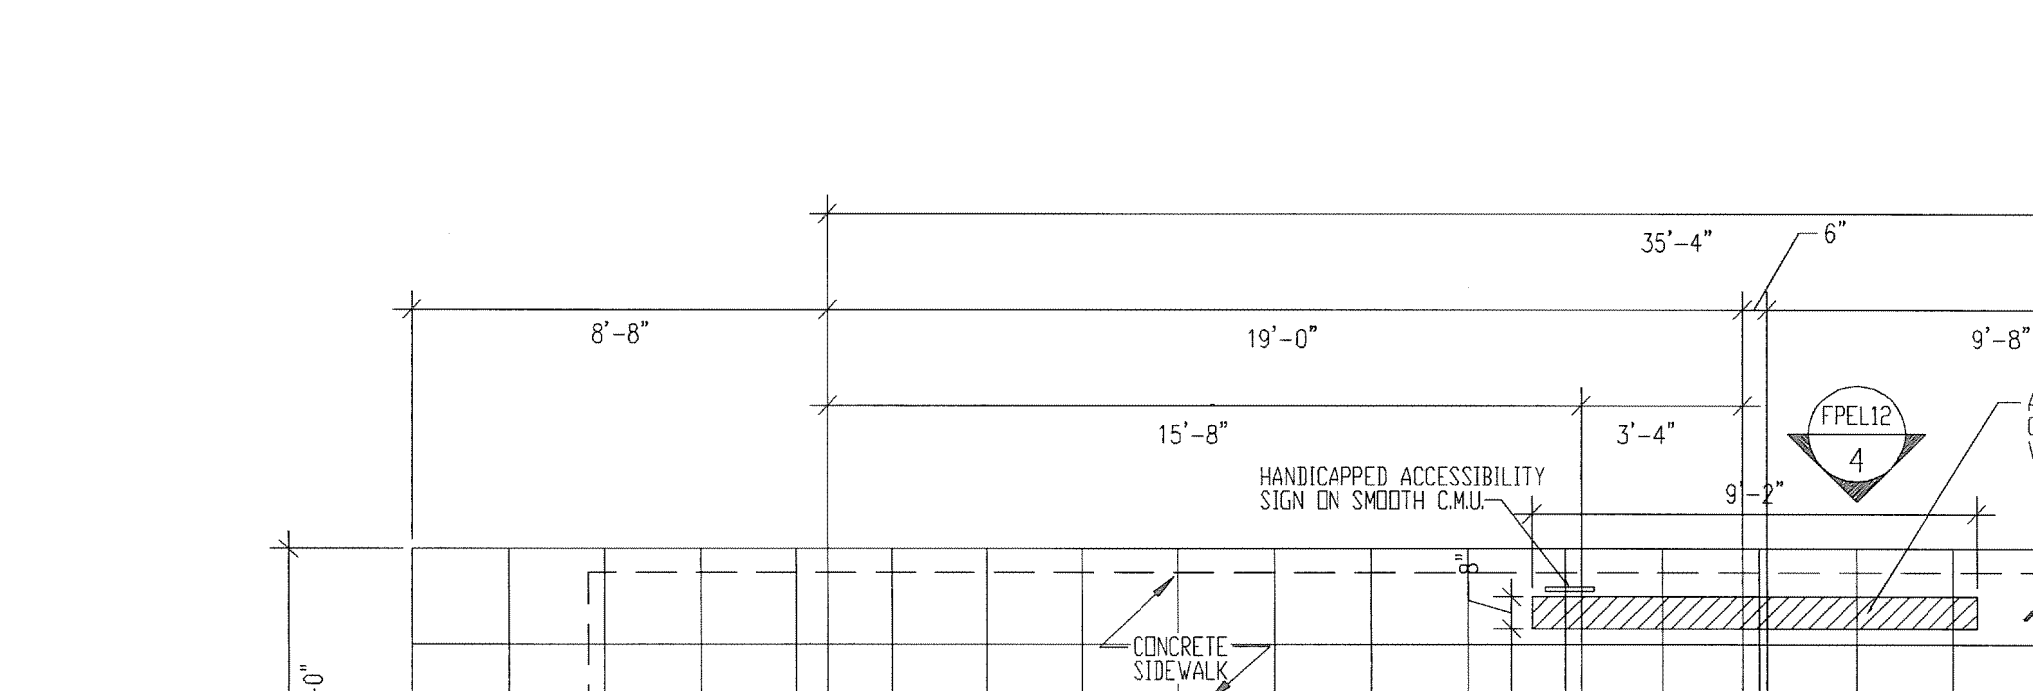 35'-4"
6"
8'-8"
19'-0"
9'-8"
15'-8"
3'-4"
FPEL12
4
HANDICAPPED ACCESSIBILITY
SIGN ON SMOOTH C.M.U.
9'-2"
8"
CONCRETE
SIDEWALK
-0"